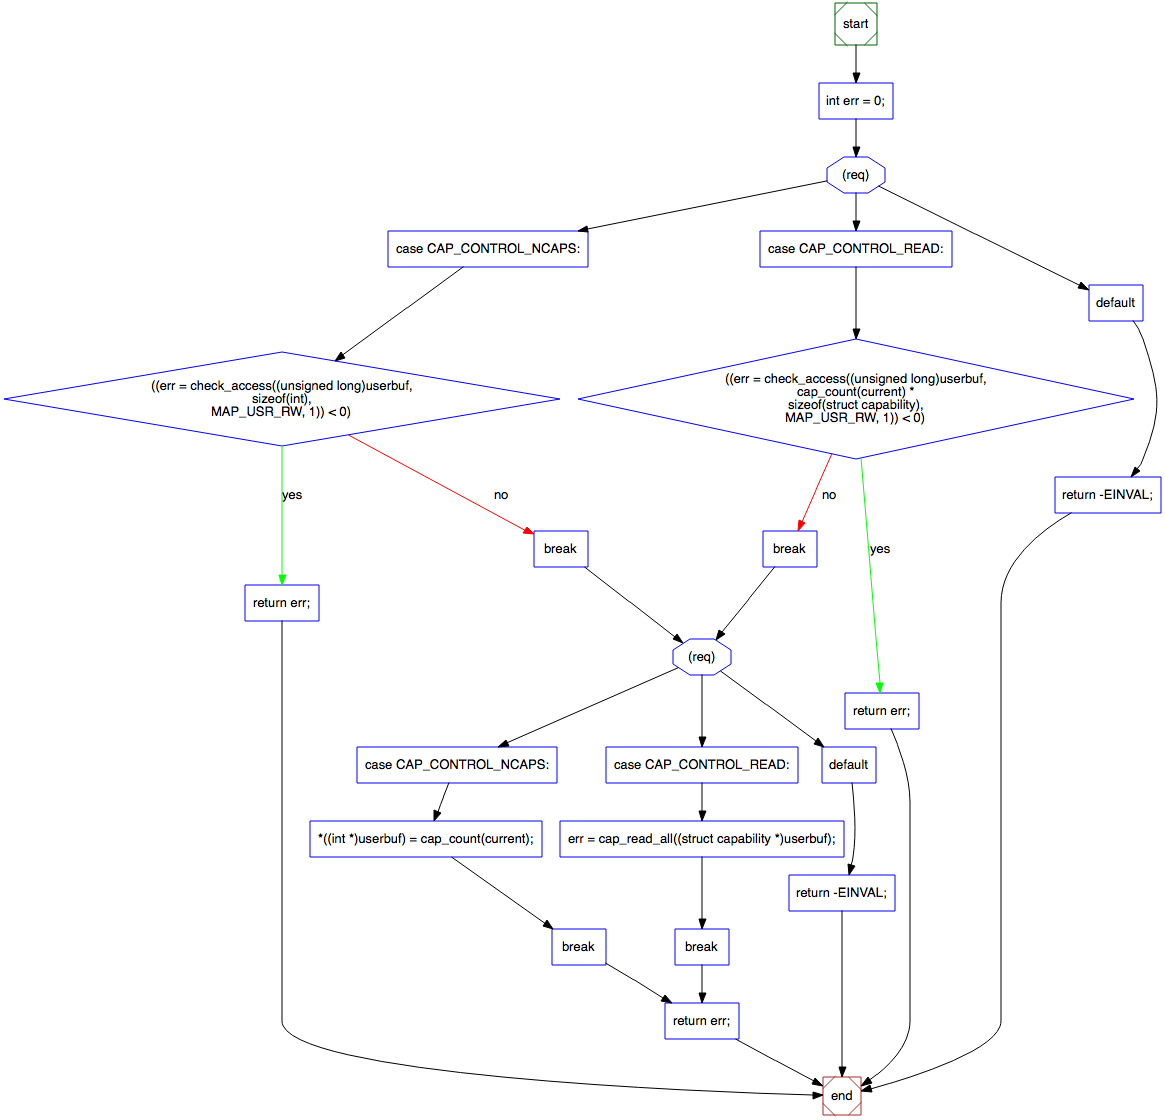 start
int err = 0;
(req)
case CAP_CONTROL_NCAPS:
case CAP_CONTROL_READ:
default
((err = check_access((unsigned long)userbuf,
sizeof(int),
MAP_USR_RW, 1)) < 0)
((err = check_access((unsigned long)userbuf,
cap_count(current) *
sizeof(struct capability),
MAP_USR_RW, 1)) < 0)
yes
no
no
return -EINVAL;
break
break
yes
return err;
(req)
return err;
case CAP_CONTROL_NCAPS:
case CAP_CONTROL_READ:
default
*((int *)userbuf) = cap_count(current);
err = cap_read_all((struct capability *)userbuf);
return -EINVAL;
break
break
return err;
end